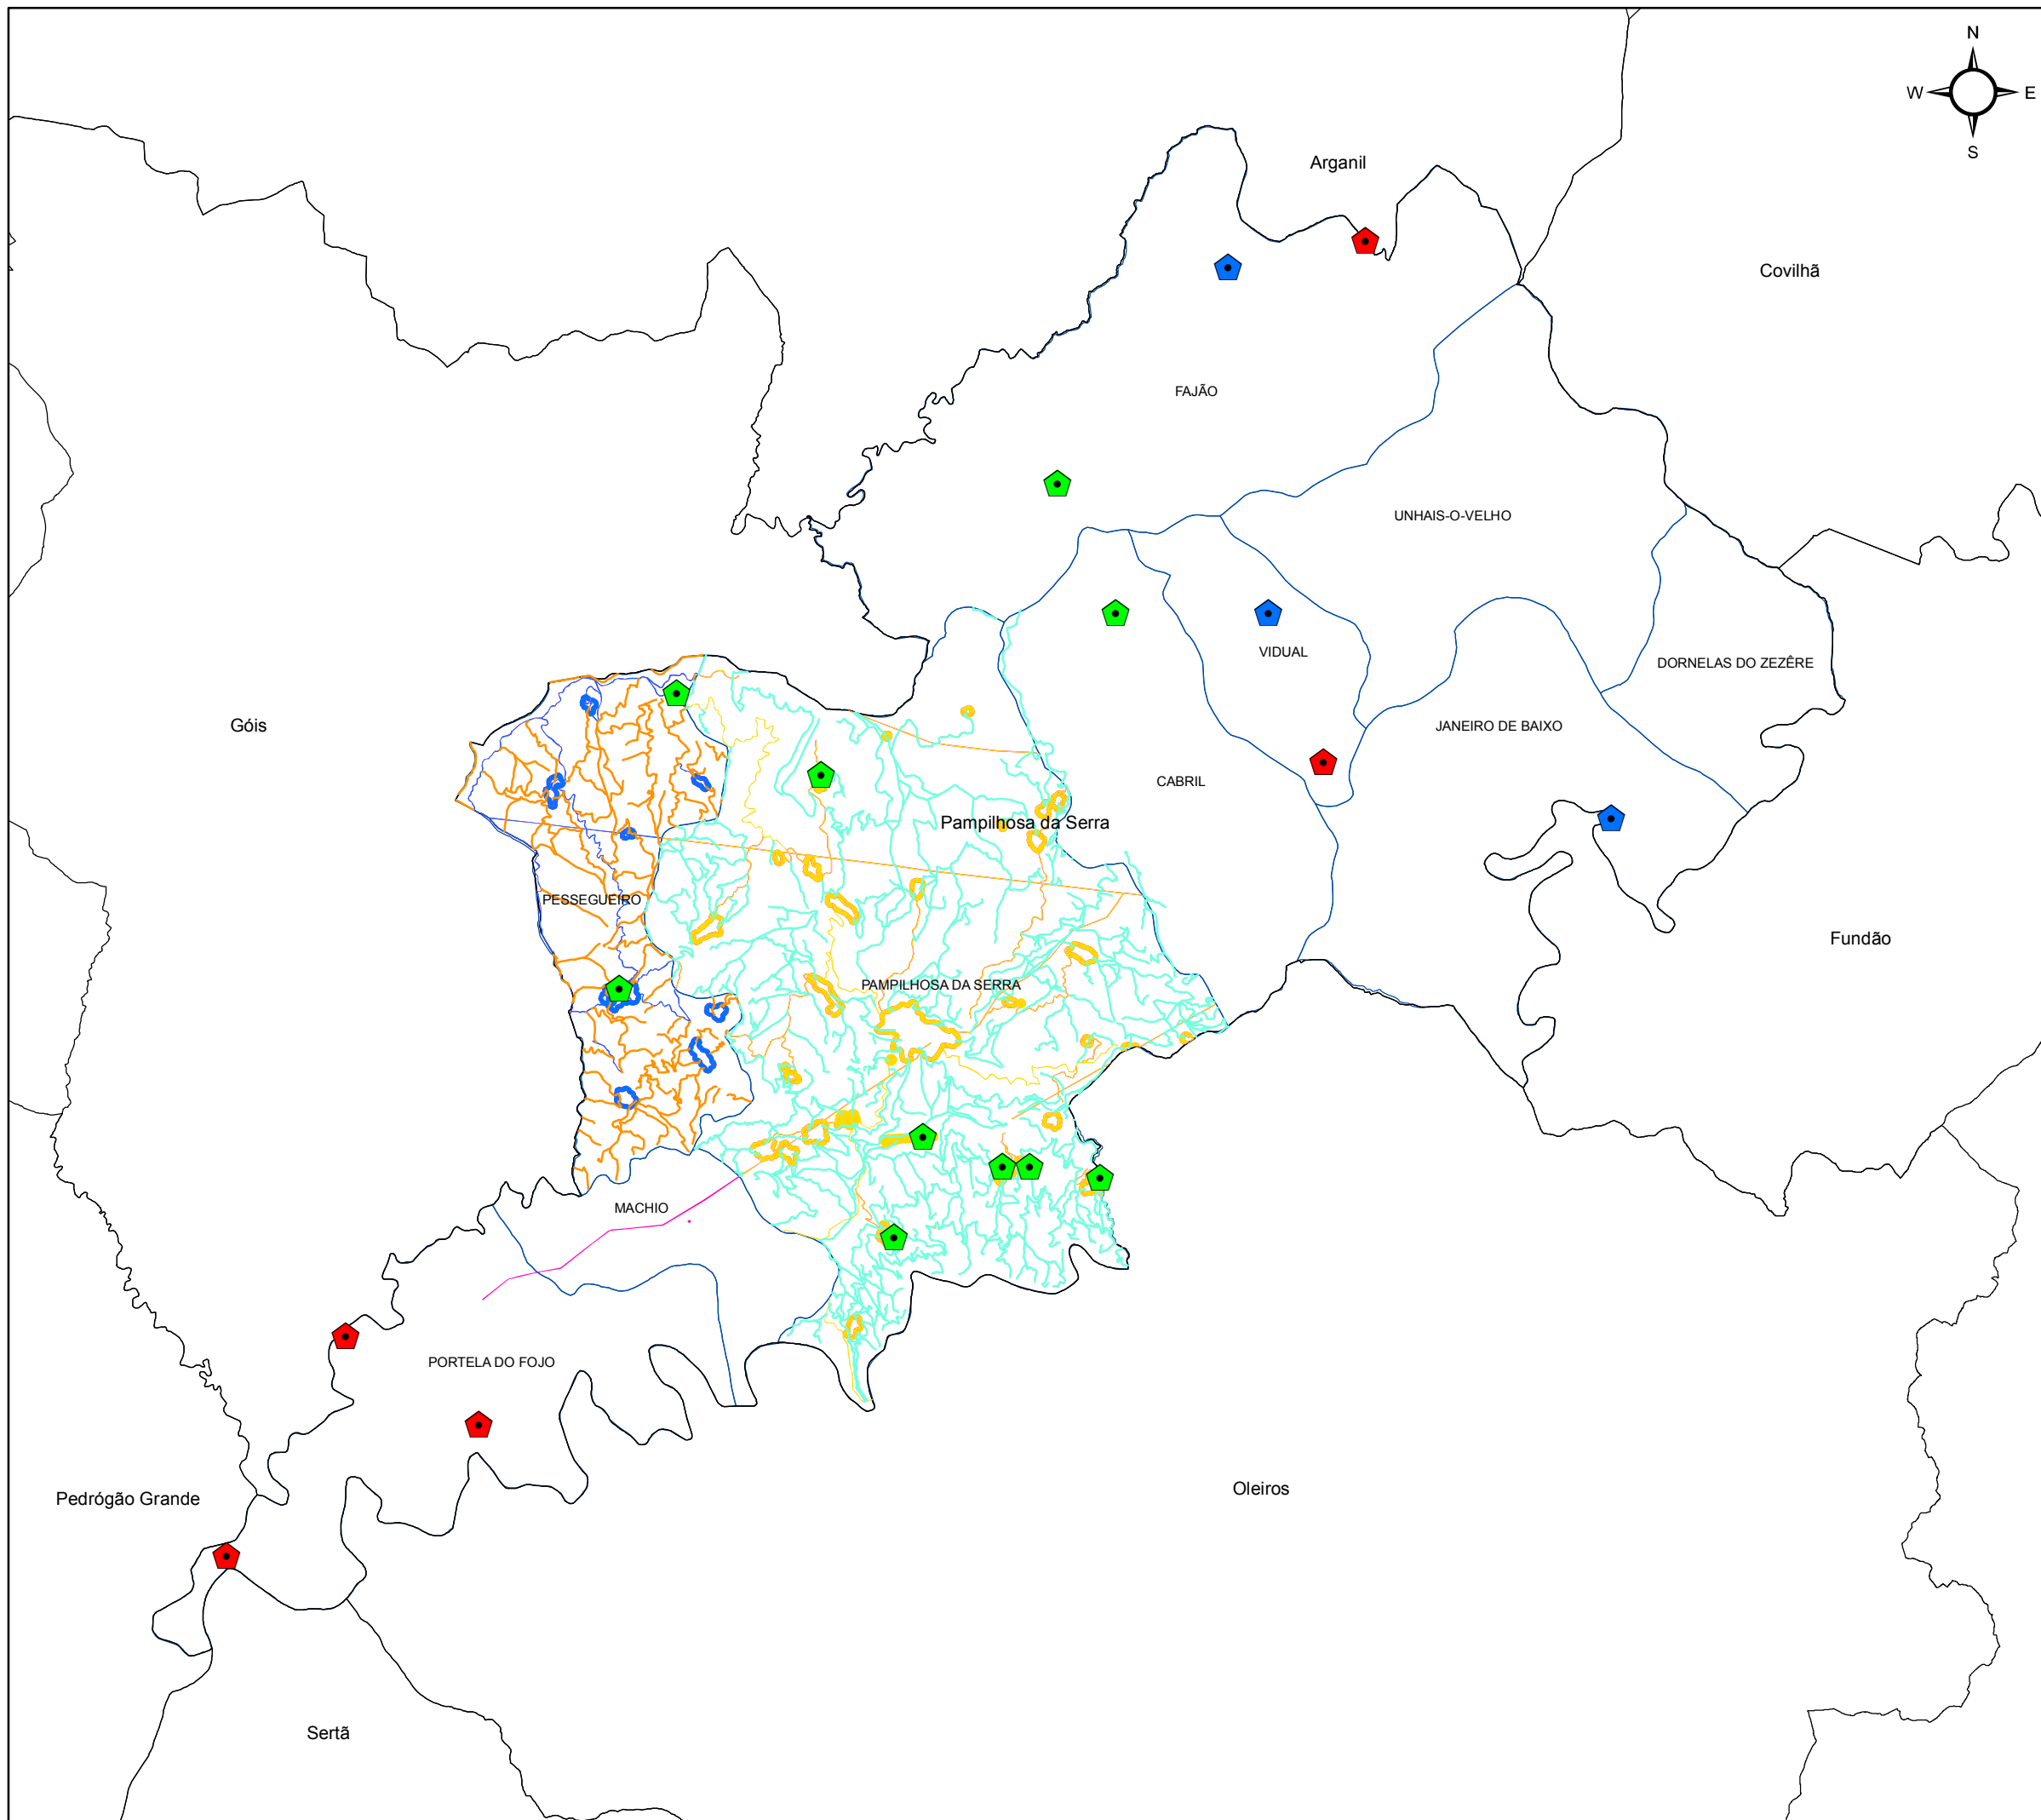 N
W
E
S
Arganil
Covilhã
FAJÃO
UNHAIS-O-VELHO
VIDUAL
DORNELAS DO ZEZÊRE
Góis
JANEIRO DE BAIXO
CABRIL
Pampilhosa da Serra
PESSEGUEIRO
Fundão
PAMPILHOSA DA SERRA
MACHIO
PORTELA DO FOJO
Oleiros
Pedrógão Grande
Sertã